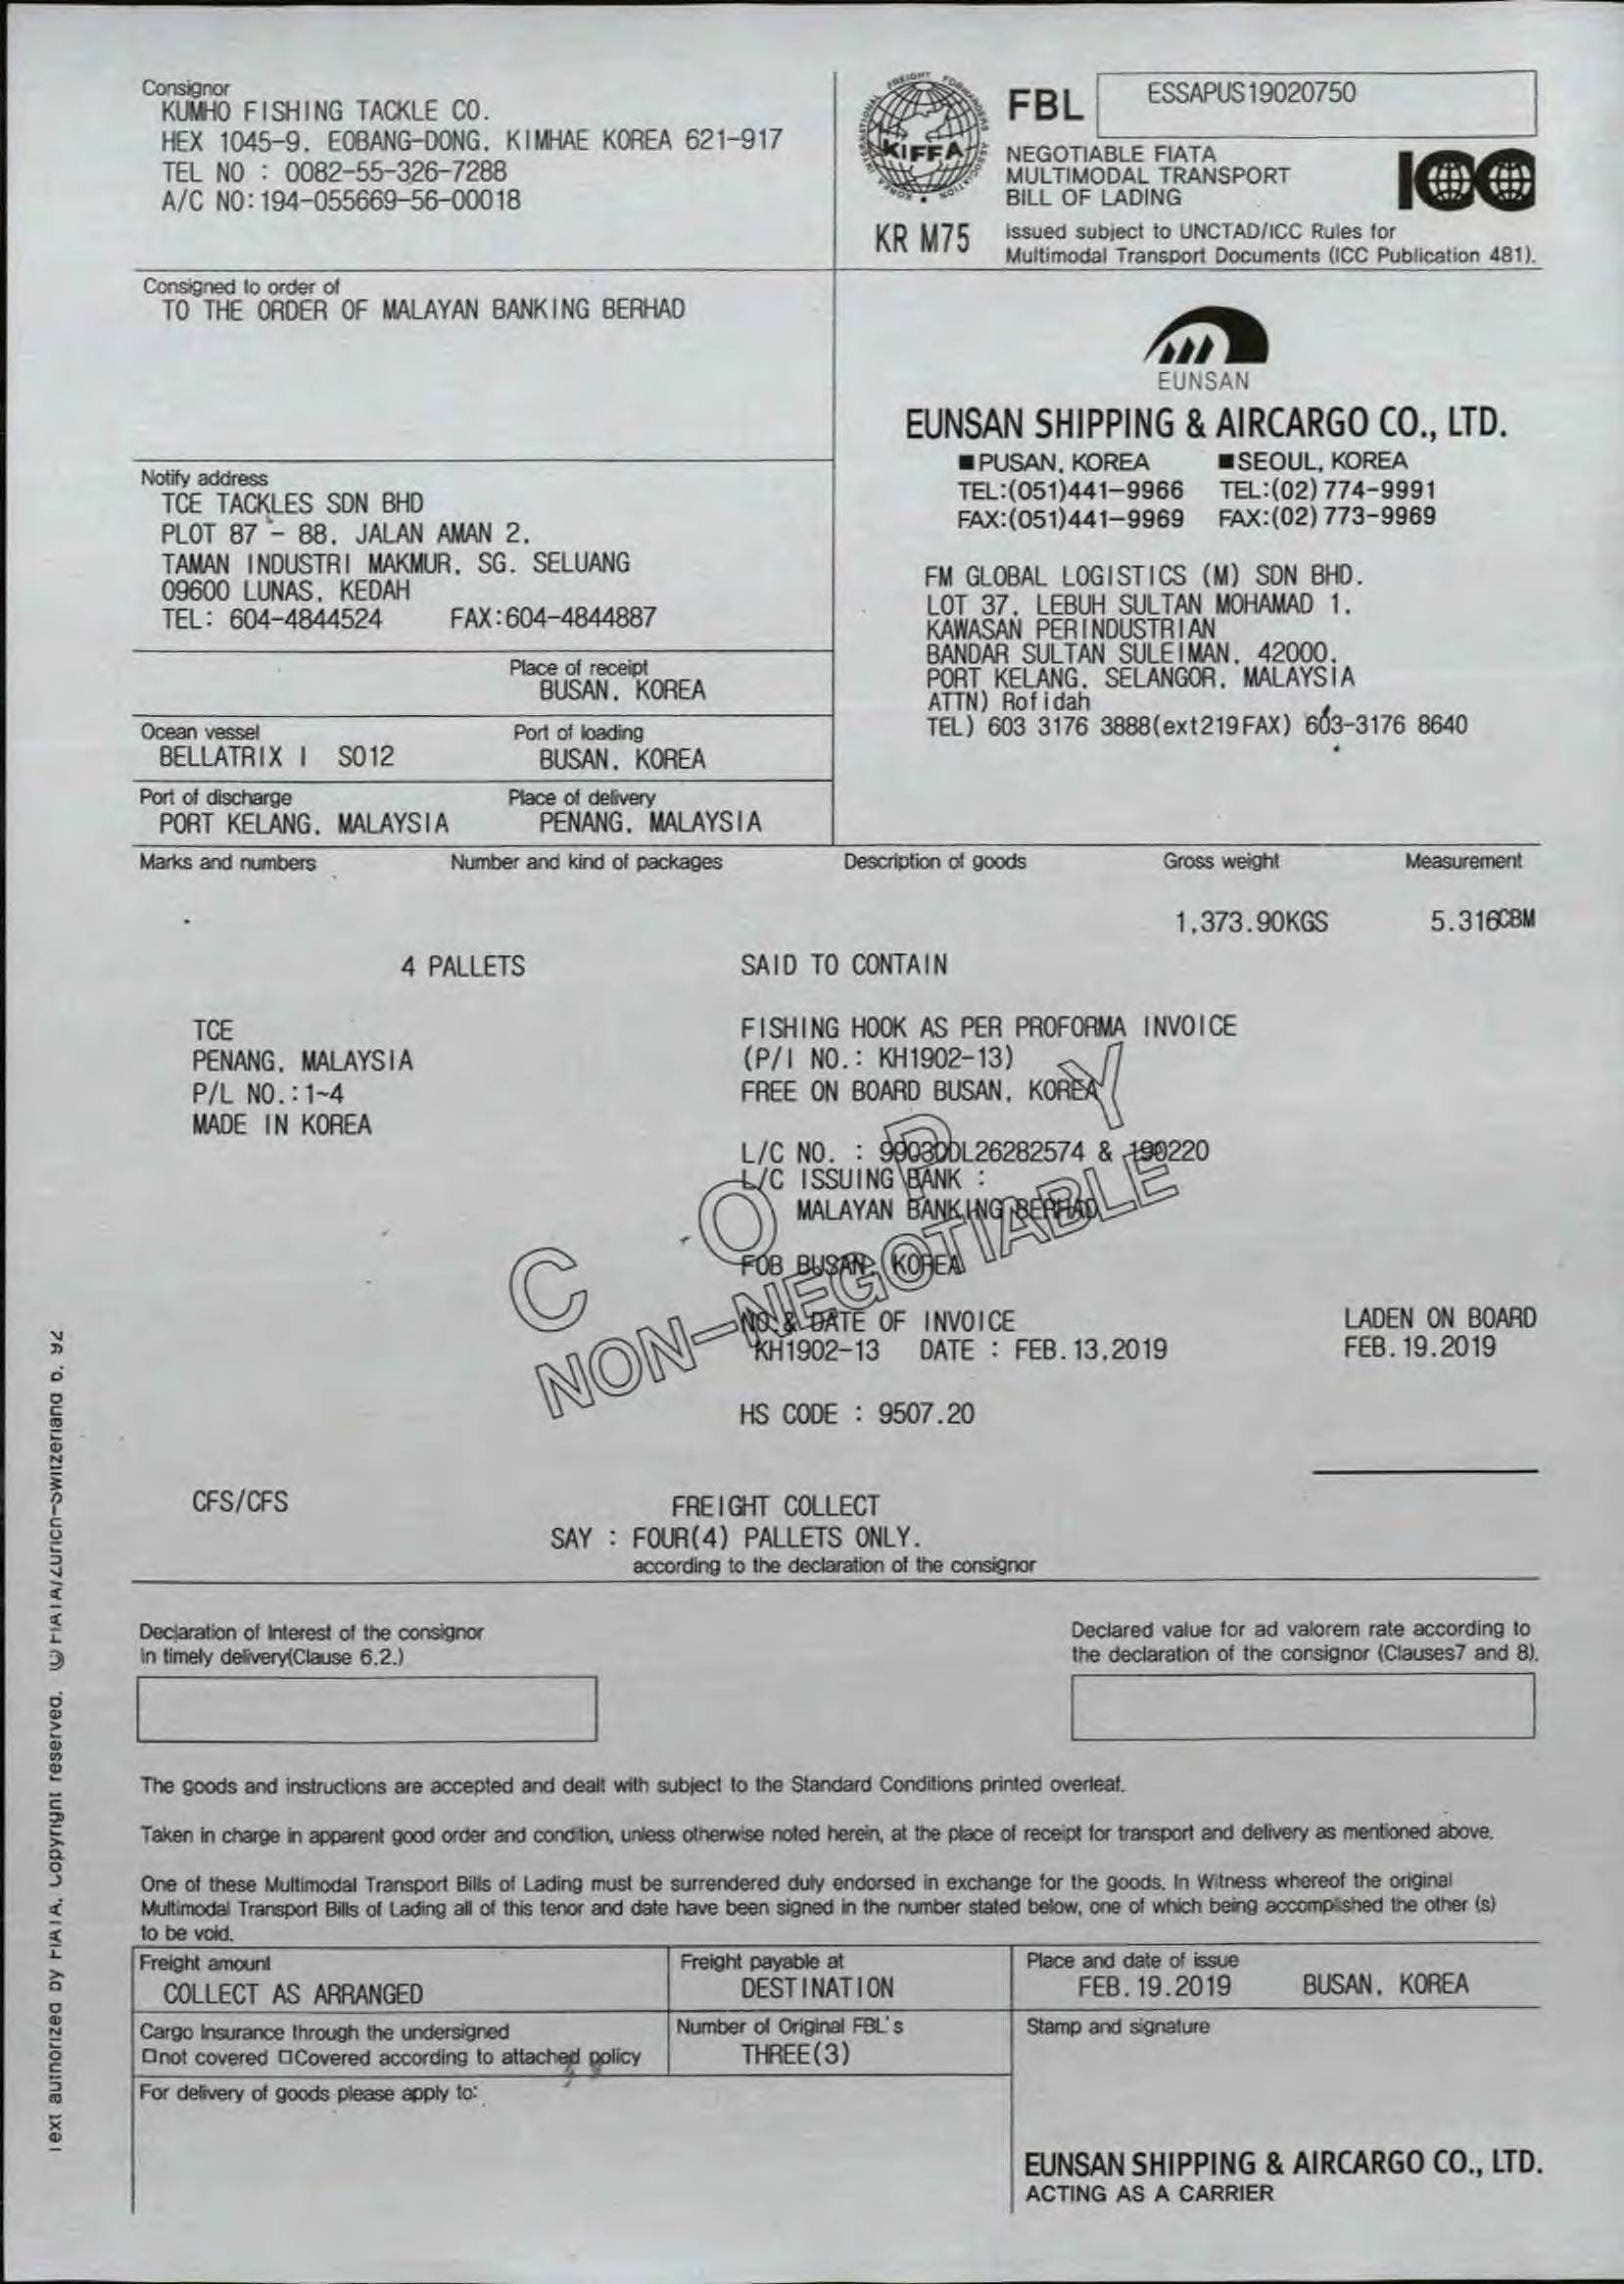 Consignor
KUMHO FISHING TACKLE CO.
HEX 1045-9, EOBANG-DONG, KIMHAE KOREA 621-917
TEL NO : 0082-55-326-7288
A/C NO:194-055669-56-00018
KIFFA
KR M75
FBL
ESSAPUS19020750
NEGOTIABLE FIATA
MULTIMODAL TRANSPORT
BILL OF LADING
ICC
issued subject to UNCTAD/ICC Rules for
Multimodal Transport Documents (ICC Publication 481).
Consigned to order of
TO THE ORDER OF MALAYAN BANKING BERHAD
EUNSAN
EUNSAN SHIPPING & AIRCARGO CO., LTD.
■PUSAN, KOREA ■SEOUL, KOREA
TEL:(051)441-9966 TEL:(02) 774-9991
FAX:(051)441-9969 FAX:(02) 773-9969
Notify address
TCE TACKLES SDN BHD
PLOT 87 - 88, JALAN AMAN 2,
TAMAN INDUSTRI MAKMUR, SG. SELUANG
09600 LUNAS, KEDAH
TEL: 604-4844524 FAX:604-4844887
FM GLOBAL LOGISTICS (M) SDN BHD.
LOT 37, LEBUH SULTAN MOHAMAD 1,
KAWASAN PERINDUSTRIAN
BANDAR SULTAN SULEIMAN, 42000,
PORT KELANG, SELANGOR, MALAYSIA
ATTN) Rofidah
TEL) 603 3176 3888(ext219FAX) 603-3176 8640
Place of receipt
BUSAN, KOREA
Ocean vessel Port of loading
BELLATRIX I S012 BUSAN, KOREA
Port of discharge Place of delivery
PORT KELANG, MALAYSIA PENANG, MALAYSIA
Marks and numbers Number and kind of packages Description of goods Gross weight Measurement
1,373.90KGS 5.316CBM
4 PALLETS SAID TO CONTAIN
TCE FISHING HOOK AS PER PROFORMA INVOICE
PENANG, MALAYSIA (P/I NO.: KH1902-13)
P/L NO.:1~4 FREE ON BOARD BUSAN, KOREA
MADE IN KOREA
L/C NO. : 990300L26282574 & 190220
L/C ISSUING BANK :
MALAYAN BANKING BERHAD
FOB BUSAN, KOREA
COPY
NON-NEGOTIABLE
NO.& DATE OF INVOICE LADEN ON BOARD
KH1902-13 DATE : FEB.13,2019 FEB.19.2019
HS CODE : 9507.20
CFS/CFS FREIGHT COLLECT
SAY : FOUR(4) PALLETS ONLY.
according to the declaration of the consignor
Declaration of Interest of the consignor
in timely delivery(Clause 6.2.)
Declared value for ad valorem rate according to
the declaration of the consignor (Clauses7 and 8).
The goods and instructions are accepted and dealt with subject to the Standard Conditions printed overleaf.
Taken in charge in apparent good order and condition, unless otherwise noted herein, at the place of receipt for transport and delivery as mentioned above.
One of these Multimodal Transport Bills of Lading must be surrendered duly endorsed in exchange for the goods. In Witness whereof the original
Multimodal Transport Bills of Lading all of this tenor and date have been signed in the number stated below, one of which being accomplished the other (s)
to be void.
Freight amount Freight payable at Place and date of issue
COLLECT AS ARRANGED DESTINATION FEB.19.2019 BUSAN, KOREA
Cargo Insurance through the undersigned Number of Original FBL's Stamp and signature
□not covered □Covered according to attached policy THREE(3)
For delivery of goods please apply to:
EUNSAN SHIPPING & AIRCARGO CO., LTD.
ACTING AS A CARRIER
Text authorized by FIATA. Copyright reserved. © FIATA/Zurich-Switzerland 6. 92